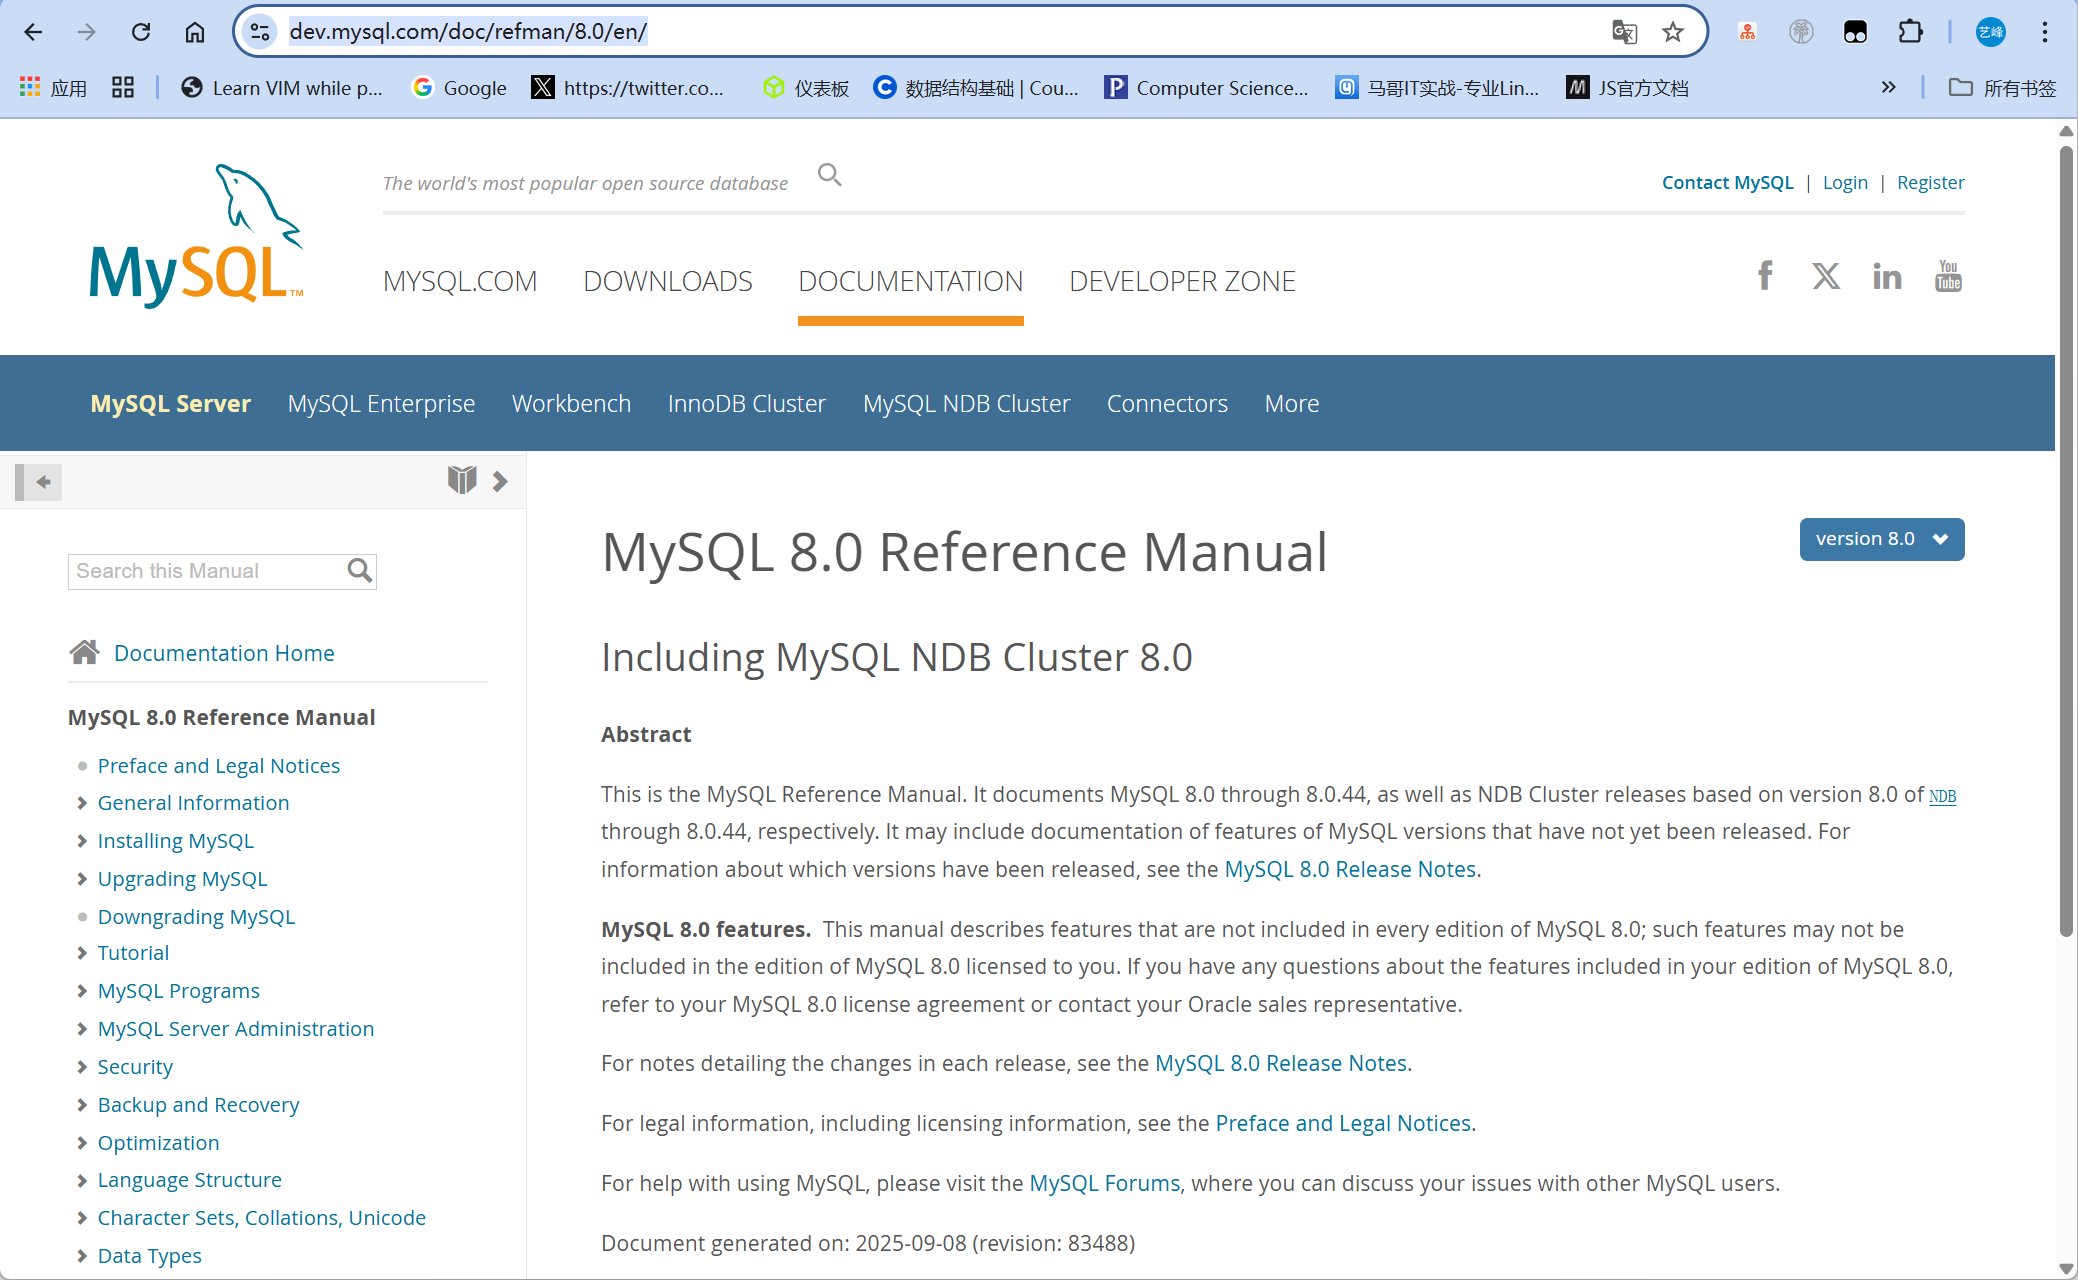 dev.mysql.com/doc/refman/8.0/en/
艺峰
应用
Learn VIM while p...
Google
https://twitter.co...
仪表板
数据结构基础 | Cou...
Computer Science...
马哥IT实战-专业Lin...
JS官方文档
所有书签
MySQL™
The world's most popular open source database
Contact MySQL | Login | Register
MYSQL.COM DOWNLOADS DOCUMENTATION DEVELOPER ZONE
You Tube
MySQL Server MySQL Enterprise Workbench InnoDB Cluster MySQL NDB Cluster Connectors More
Search this Manual
Documentation Home
MySQL 8.0 Reference Manual
Preface and Legal Notices
General Information
Installing MySQL
Upgrading MySQL
Downgrading MySQL
Tutorial
MySQL Programs
MySQL Server Administration
Security
Backup and Recovery
Optimization
Language Structure
Character Sets, Collations, Unicode
Data Types
MySQL 8.0 Reference Manual
version 8.0
Including MySQL NDB Cluster 8.0
Abstract
This is the MySQL Reference Manual. It documents MySQL 8.0 through 8.0.44, as well as NDB Cluster releases based on version 8.0 of NDB
through 8.0.44, respectively. It may include documentation of features of MySQL versions that have not yet been released. For
information about which versions have been released, see the MySQL 8.0 Release Notes.
MySQL 8.0 features. This manual describes features that are not included in every edition of MySQL 8.0; such features may not be
included in the edition of MySQL 8.0 licensed to you. If you have any questions about the features included in your edition of MySQL 8.0,
refer to your MySQL 8.0 license agreement or contact your Oracle sales representative.
For notes detailing the changes in each release, see the MySQL 8.0 Release Notes.
For legal information, including licensing information, see the Preface and Legal Notices.
For help with using MySQL, please visit the MySQL Forums, where you can discuss your issues with other MySQL users.
Document generated on: 2025-09-08 (revision: 83488)